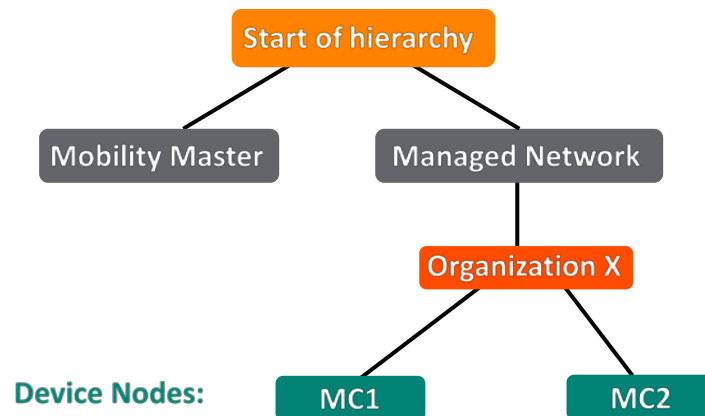 Start of hierarchy
Mobility Master
Managed Network
Organization X
Device Nodes:
MC1
MC2